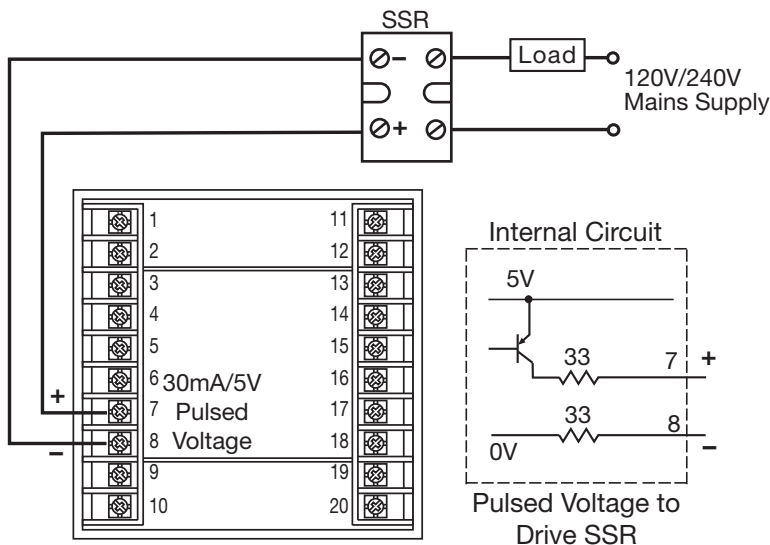 SSR
–
+
Load
120V/240V
Mains Supply
1
2
3
4
5
6
7
8
9
10
+
–
30mA/5V
Pulsed
Voltage
11
12
13
14
15
16
17
18
19
20
Internal Circuit
5V
33
7
+
33
8
–
0V
Pulsed Voltage to
Drive SSR